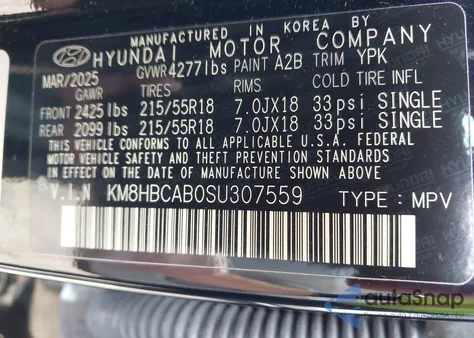 MANUFACTURED IN KOREA BY
HYUNDAI MOTOR COMPANY
MAR/2025 GVWR 4277lbs PAINT A2B TRIM YPK
GAWR TIRES RIMS COLD TIRE INFL
FRONT 2425lbs 215/55R18 7.0JX18 33psi SINGLE
REAR 2099lbs 215/55R18 7.0JX18 33psi SINGLE
THIS VEHICLE CONFORMS TO ALL APPLICABLE U.S.A FEDERAL
MOTOR VEHICLE SAFETY, BUMPER, AND THEFT PREVENTION STANDARDS
IN EFFECT ON THE DATE OF MANUFACTURE SHOWN ABOVE
V.I.N KM8HBCAB0SU307559 TYPE: MPV
autoSnap